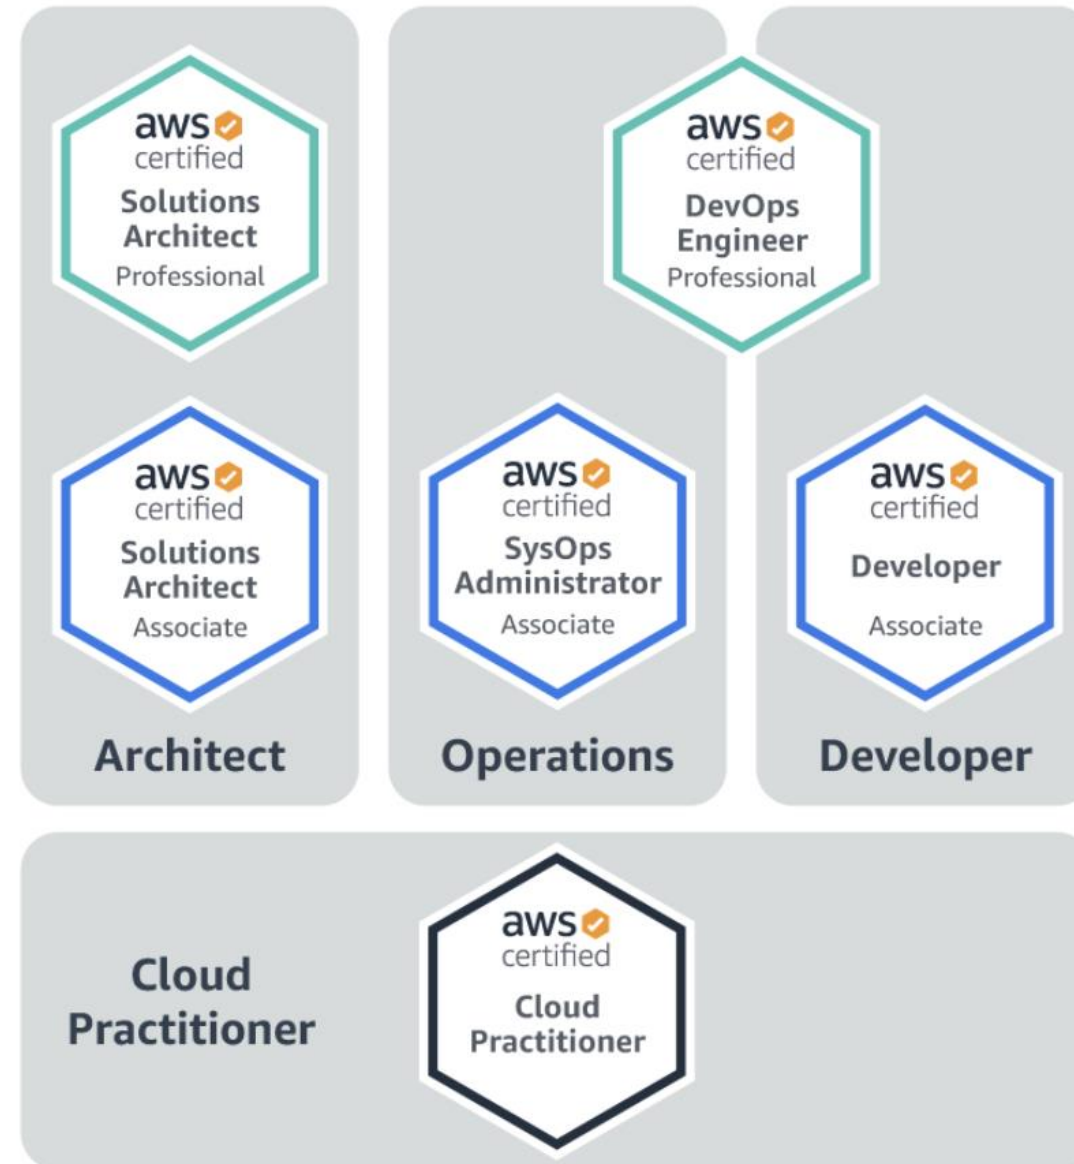 aws
certified
Solutions
Architect
Professional
aws
certified
DevOps
Engineer
Professional
aws
certified
Solutions
Architect
Associate
aws
certified
SysOps
Administrator
Associate
aws
certified
Developer
Associate
Architect
Operations
Developer
Cloud
Practitioner
aws
certified
Cloud
Practitioner